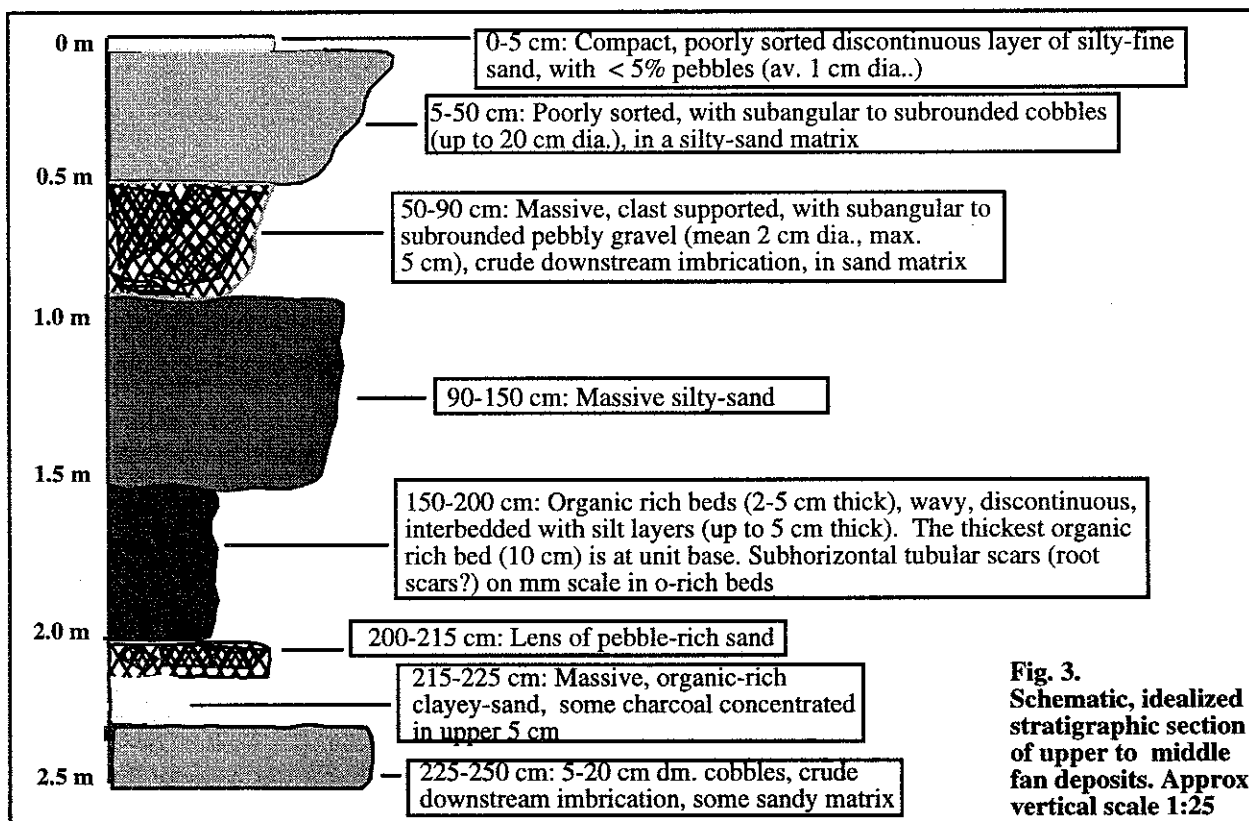 0 m
0-5 cm: Compact, poorly sorted discontinuous layer of silty-fine
sand, with < 5% pebbles (av. 1 cm dia..)
5-50 cm: Poorly sorted, with subangular to subrounded cobbles
(up to 20 cm dia.), in a silty-sand matrix
0.5 m
50-90 cm: Massive, clast supported, with subangular to
subrounded pebbly gravel (mean 2 cm dia., max.
5 cm), crude downstream imbrication, in sand matrix
1.0 m
90-150 cm: Massive silty-sand
1.5 m
150-200 cm: Organic rich beds (2-5 cm thick), wavy, discontinuous,
interbedded with silt layers (up to 5 cm thick). The thickest organic
rich bed (10 cm) is at unit base. Subhorizontal tubular scars (root
scars?) on mm scale in o-rich beds
2.0 m
200-215 cm: Lens of pebble-rich sand
215-225 cm: Massive, organic-rich
clayey-sand, some charcoal concentrated
in upper 5 cm
2.5 m
225-250 cm: 5-20 cm dm. cobbles, crude
downstream imbrication, some sandy matrix
Fig. 3.
Schematic, idealized
stratigraphic section
of upper to middle
fan deposits. Approx
vertical scale 1:25